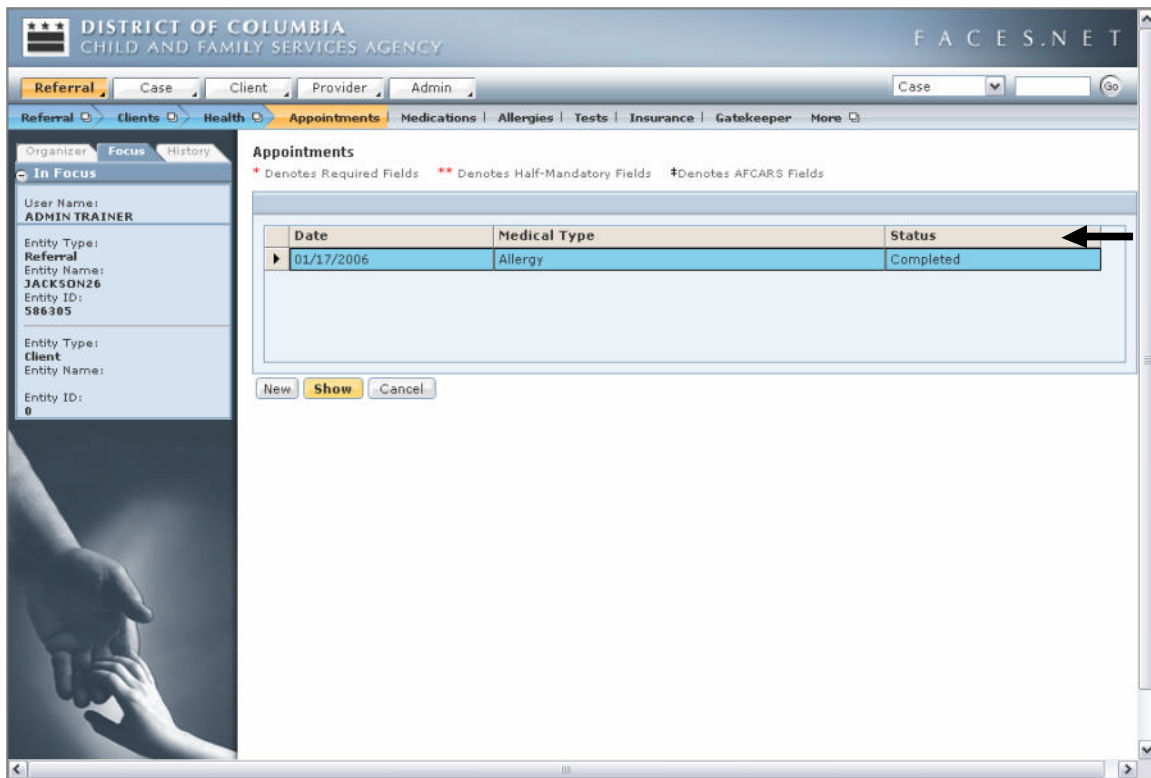 DISTRICT OF COLUMBIA
CHILD AND FAMILY SERVICES AGENCY
FACES.NET
Referral Case Client Provider Admin Case Go
Referral Clients Health Appointments Medications Allergies Tests Insurance Gatekeeper More
Organizer Focus History
In Focus
User Name:
ADMIN TRAINER
Entity Type:
Referral
Entity Name:
JACKSON26
Entity ID:
586305
Entity Type:
Client
Entity Name:
Entity ID:
0
Appointments
* Denotes Required Fields ** Denotes Half-Mandatory Fields ‡Denotes AFCARS Fields
Date Medical Type Status
01/17/2006 Allergy Completed
New Show Cancel